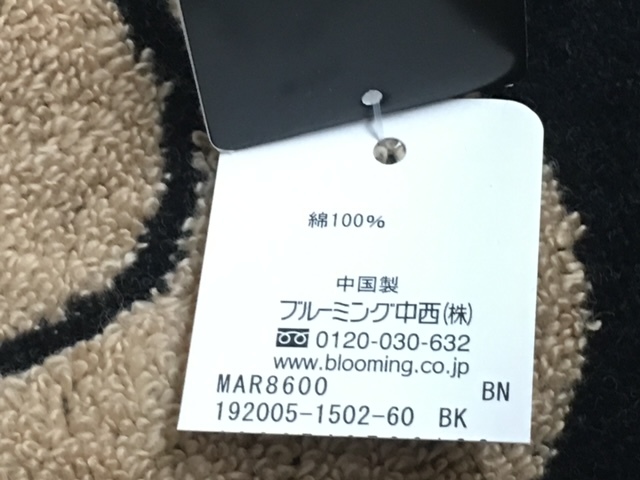 綿100%
中国製
ブルーミング中西(株)
0120-030-632
www.blooming.co.jp
MAR8600 BN
192005-1502-60 BK